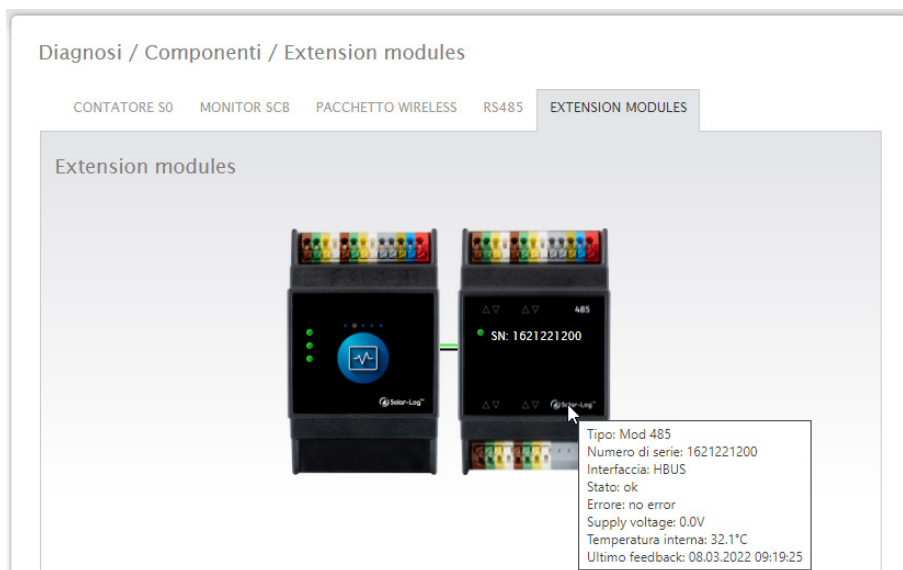 Diagnosi / Componenti / Extension modules
CONTATORE S0 MONITOR SCB PACCHETTO WIRELESS RS485 EXTENSION MODULES
Extension modules
485
SN: 1621221200
Solar-Log™
Solar-Log™
Tipo: Mod 485
Numero di serie: 1621221200
Interfaccia: HBUS
Stato: ok
Errore: no error
Supply voltage: 0.0V
Temperatura interna: 32.1°C
Ultimo feedback: 08.03.2022 09:19:25